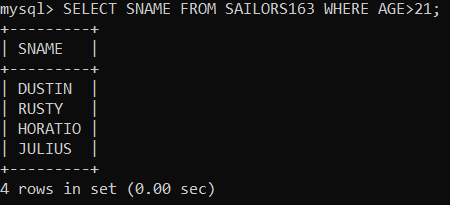 mysql> SELECT SNAME FROM SAILORS163 WHERE AGE>21;
+---------+
| SNAME   |
+---------+
| DUSTIN  |
| RUSTY   |
| HORATIO |
| JULIUS  |
+---------+
4 rows in set (0.00 sec)